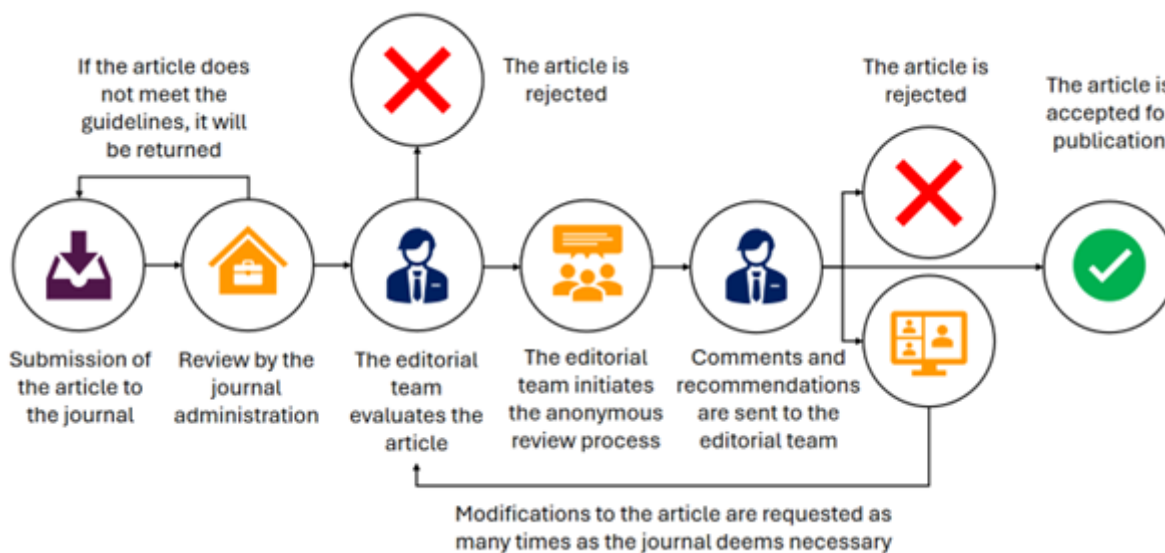 If the article does
not meet the
guidelines, it will
be returned
The article is
rejected
The article is
rejected
The article is
accepted for
publication
Submission of
the article to
the journal
Review by the
journal
administration
The editorial
team
evaluates the
article
The editorial
team initiates
the anonymous
review process
Comments and
recommendations
are sent to the
editorial team
Modifications to the article are requested as
many times as the journal deems necessary